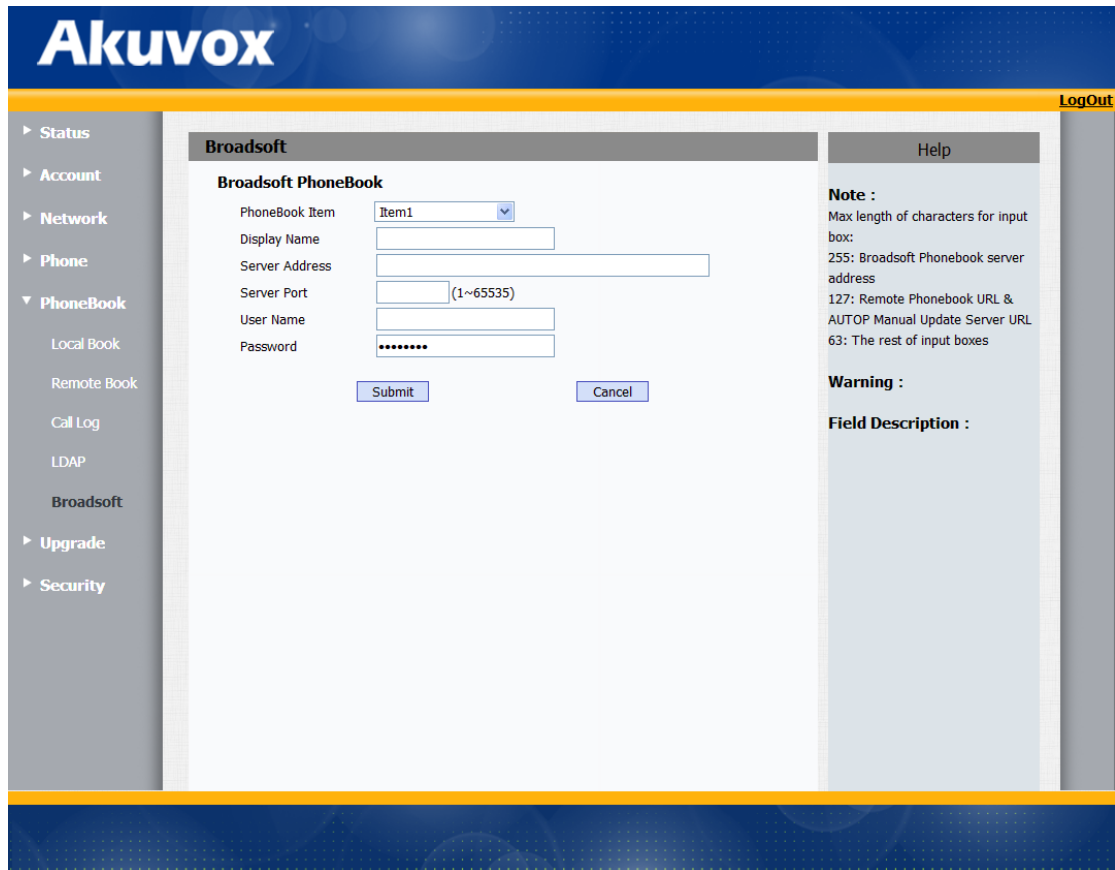 Akuvox
LogOut
Status
Account
Network
Phone
PhoneBook
Local Book
Remote Book
Call Log
LDAP
Broadsoft
Upgrade
Security
Broadsoft
Broadsoft PhoneBook
PhoneBook Item Item1
Display Name
Server Address
Server Port (1~65535)
User Name
Password ••••••••
Submit Cancel
Help
Note :
Max length of characters for input
box:
255: Broadsoft Phonebook server
address
127: Remote Phonebook URL &
AUTOP Manual Update Server URL
63: The rest of input boxes
Warning :
Field Description :